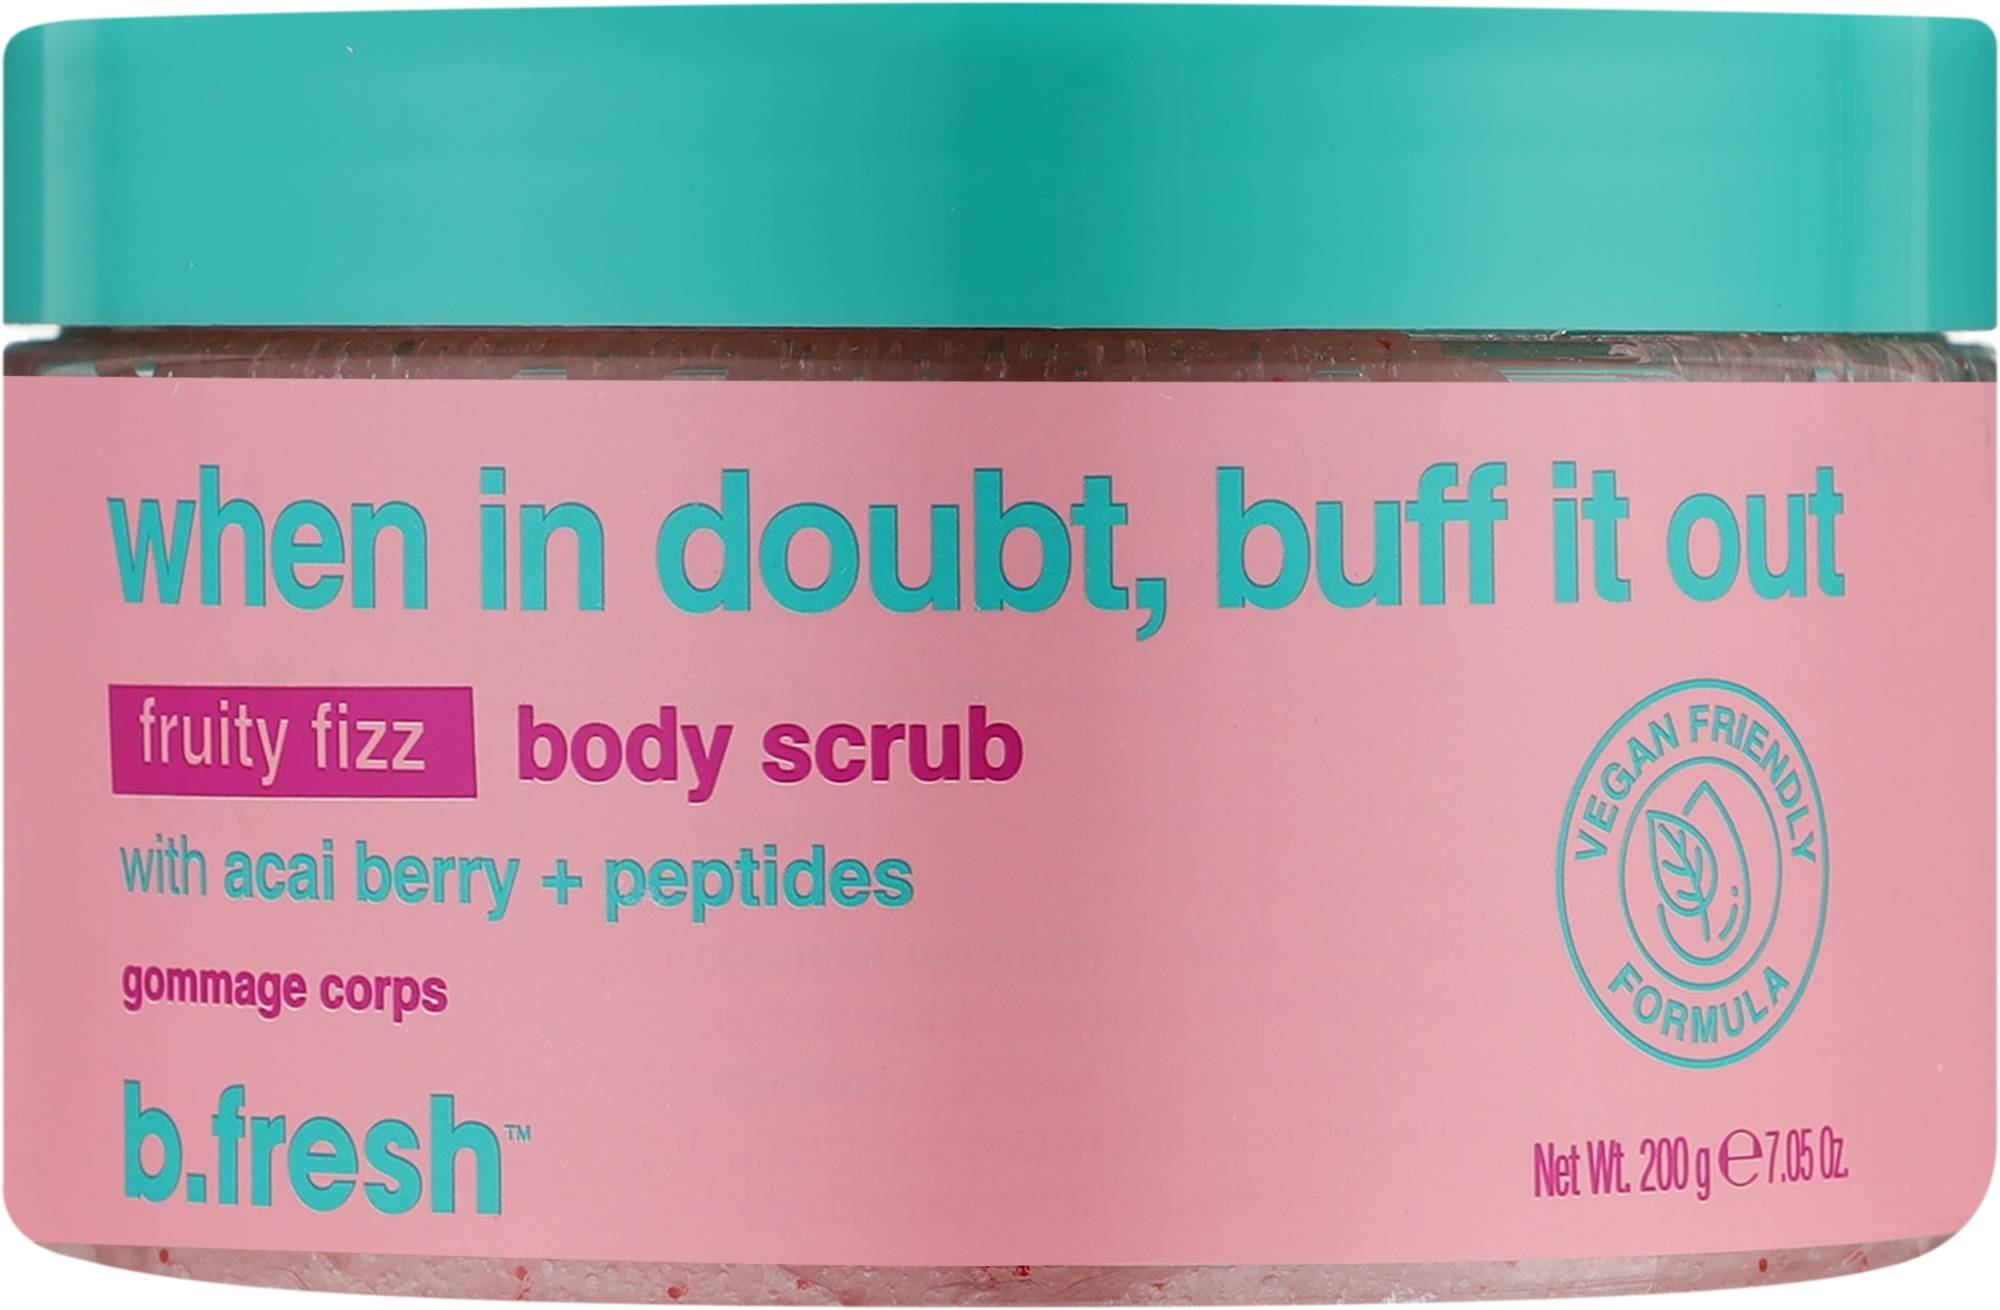 when in doubt, buff it out
fruity fizz body scrub
with acai berry + peptides
gommage corps
VEGAN FRIENDLY
FORMULA
b.fresh™
Net Wt. 200 g ℮ 7.05 Oz.